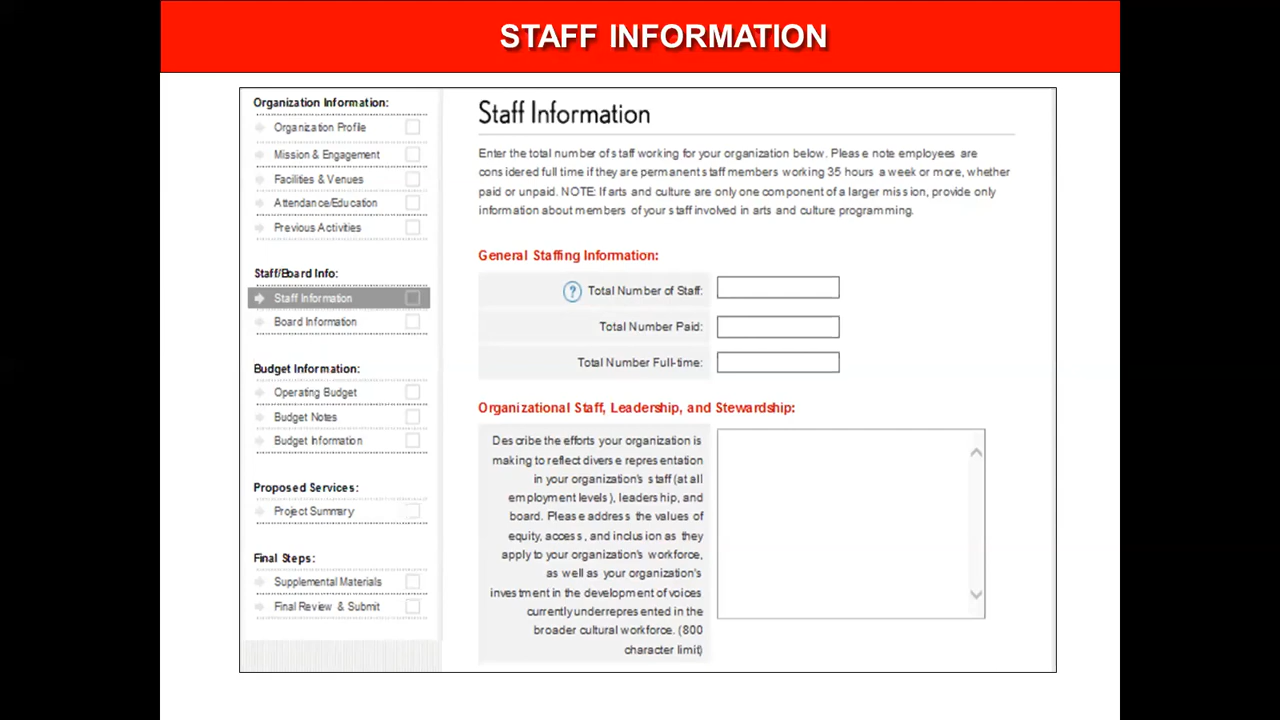 STAFF INFORMATION
Organization Information:
Organization Profile
Mission & Engagement
Facilities & Venues
Attendance/Education
Previous Activities
Staff/Board Info:
Staff Information
Board Information
Budget Information:
Operating Budget
Budget Notes
Budget Information
Proposed Services:
Project Summary
Final Steps:
Supplemental Materials
Final Review & Submit
Staff Information
Enter the total number of staff working for your organization below. Please note employees are
considered full time if they are permanent staff members working 35 hours a week or more, whether
paid or unpaid. NOTE: If arts and culture are only one component of a larger mission, provide only
information about members of your staff involved in arts and culture programming.
General Staffing Information:
? Total Number of Staff:
Total Number Paid:
Total Number Full-time:
Organizational Staff, Leadership, and Stewardship:
Describe the efforts your organization is
making to reflect diverse representation
in your organization's staff (at all
employment levels), leadership, and
board. Please address the values of
equity, access, and inclusion as they
apply to your organization's workforce,
as well as your organization's
investment in the development of voices
currently underrepresented in the
broader cultural workforce. (800
character limit)